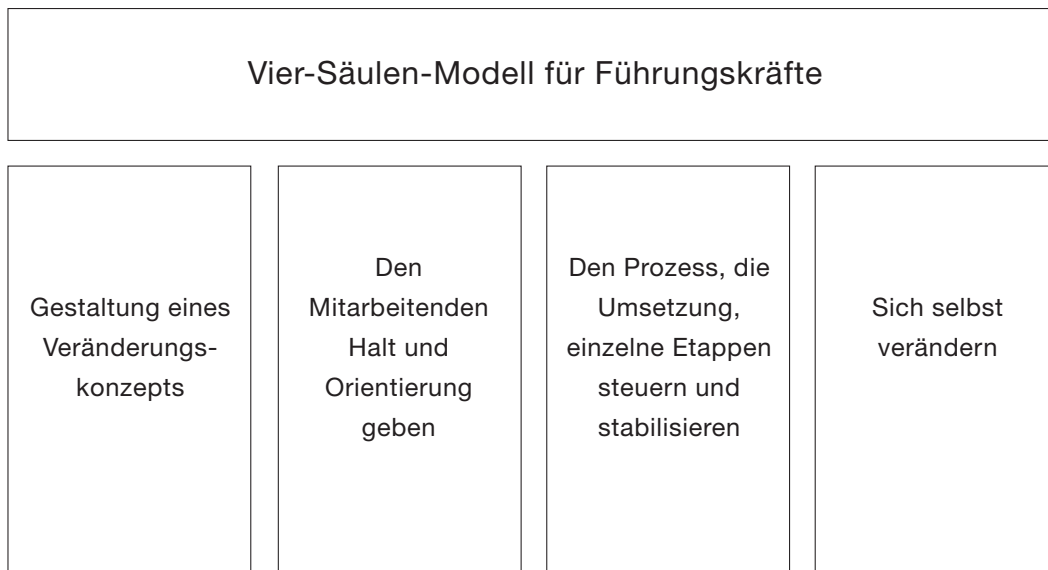 Vier-Säulen-Modell für Führungskräfte
Gestaltung eines
Veränderungs-
konzepts
Den
Mitarbeitenden
Halt und
Orientierung
geben
Den Prozess, die
Umsetzung,
einzelne Etappen
steuern und
stabilisieren
Sich selbst
verändern